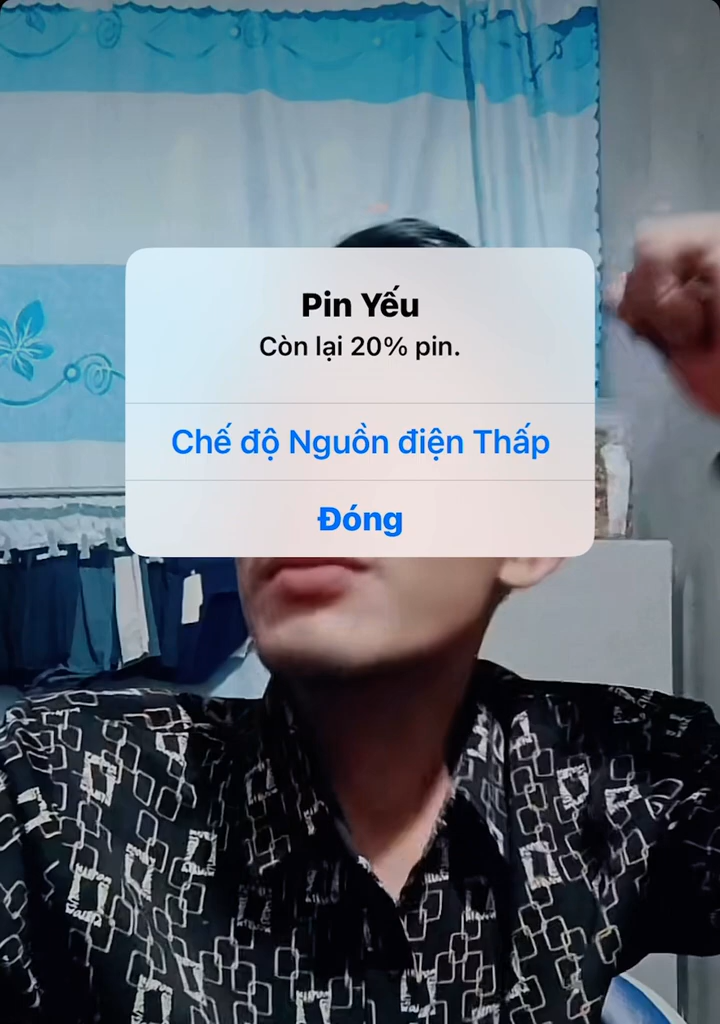 Pin Yếu
Còn lại 20% pin.
Chế độ Nguồn điện Thấp
Đóng